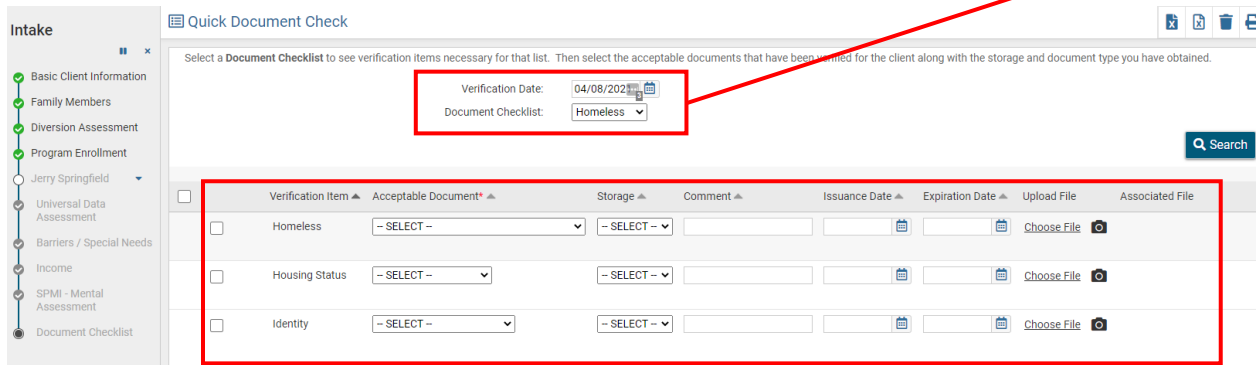 Intake
Basic Client Information
Family Members
Diversion Assessment
Program Enrollment
Jerry Springfield
Universal Data
Assessment
Barriers / Special Needs
Income
SPMI - Mental
Assessment
Document Checklist
Quick Document Check
Select a Document Checklist to see verification items necessary for that list. Then select the acceptable documents that have been verified for the client along with the storage and document type you have obtained.
Verification Date: 04/08/202
Document Checklist: Homeless
Search
Verification Item Acceptable Document* Storage Comment Issuance Date Expiration Date Upload File Associated File
Homeless -- SELECT -- -- SELECT -- Choose File
Housing Status -- SELECT -- -- SELECT -- Choose File
Identity -- SELECT -- -- SELECT -- Choose File